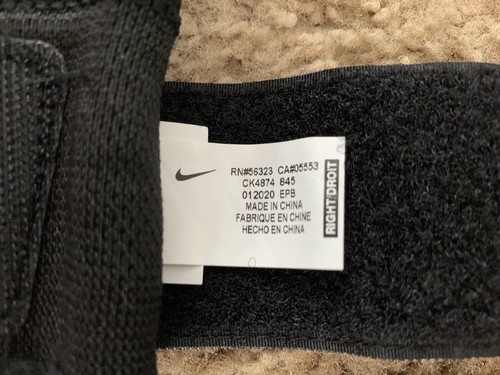 RN#56323 CA#05553
CK4874 845
012020 EPB
MADE IN CHINA
FABRIQUE EN CHINE
HECHO EN CHINA
RIGHT/DROIT